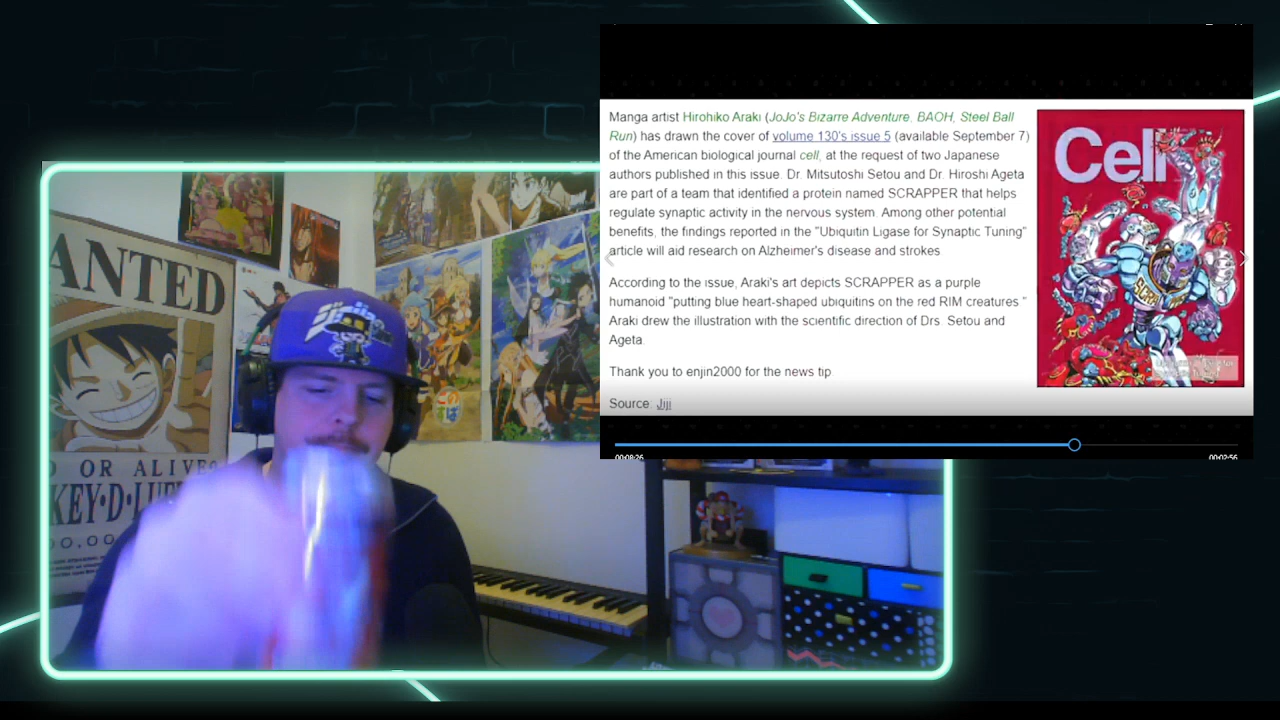 Manga artist Hirohiko Araki (JoJo's Bizarre Adventure, BAOH, Steel Ball
Run) has drawn the cover of volume 130's issue 5 (available September 7)
of the American biological journal cell, at the request of two Japanese
authors published in this issue. Dr. Mitsutoshi Setou and Dr. Hiroshi Ageta
are part of a team that identified a protein named SCRAPPER that helps
regulate synaptic activity in the nervous system. Among other potential
benefits, the findings reported in the "Ubiquitin Ligase for Synaptic Tuning"
article will aid research on Alzheimer's disease and strokes
According to the issue, Araki's art depicts SCRAPPER as a purple
humanoid "putting blue heart-shaped ubiquitins on the red RIM creatures "
Araki drew the illustration with the scientific direction of Drs. Setou and
Ageta.
Thank you to enjin2000 for the news tip.
Source: Jiji
Cell
00:08:26
00:02:56
ANTED
D OR ALIVE
KEY·D·LUF